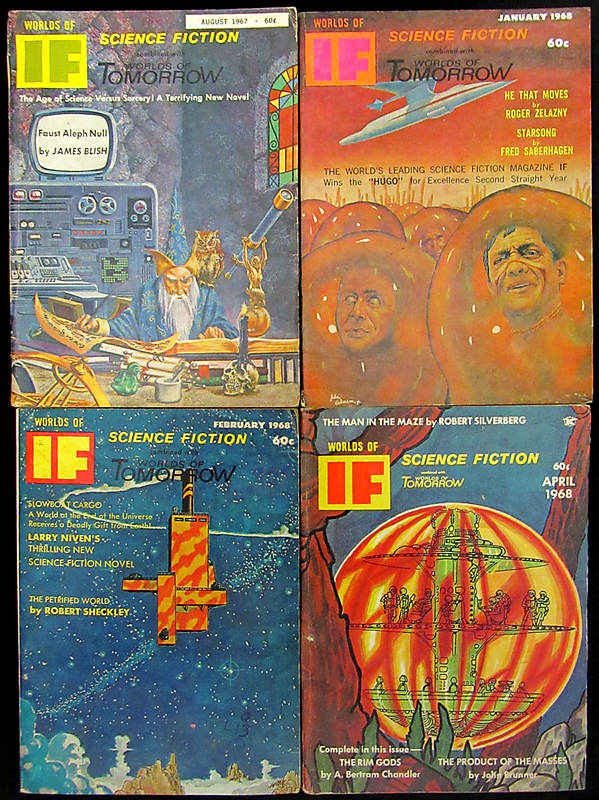 WORLDS OF
IF
AUGUST 1967 • 60¢
SCIENCE FICTION
combined with
WORLDS OF
TOMORROW
The Age of Science Versus Sorcery! A Terrifying New Novel
Faust Aleph Null
by JAMES BLISH
WORLDS OF
IF
JANUARY 1968
SCIENCE FICTION
60¢
combined with
WORLDS OF
TOMORROW
HE THAT MOVES
by
ROGER ZELAZNY
STARSONG
by
FRED SABERHAGEN
THE WORLD'S LEADING SCIENCE FICTION MAGAZINE IF
Wins the "HUGO" for Excellence Second Straight Year
WORLDS OF
IF
FEBRUARY 1968
SCIENCE FICTION
60¢
combined with
WORLDS OF
TOMORROW
SLOWBOAT CARGO
A World at the End of the Universe
Receives a Deadly Gift from Earth!
LARRY NIVEN'S
THRILLING NEW
SCIENCE FICTION NOVEL
THE PETRIFIED WORLD
by ROBERT SHECKLEY
THE MAN IN THE MAZE by ROBERT SILVERBERG
WORLDS OF
IF
SCIENCE FICTION
combined with
WORLDS OF
TOMORROW
60¢
APRIL
1968
Complete in this issue—
THE RIM GODS
by A. Bertram Chandler
THE PRODUCT OF THE MASSES
by John Brunner